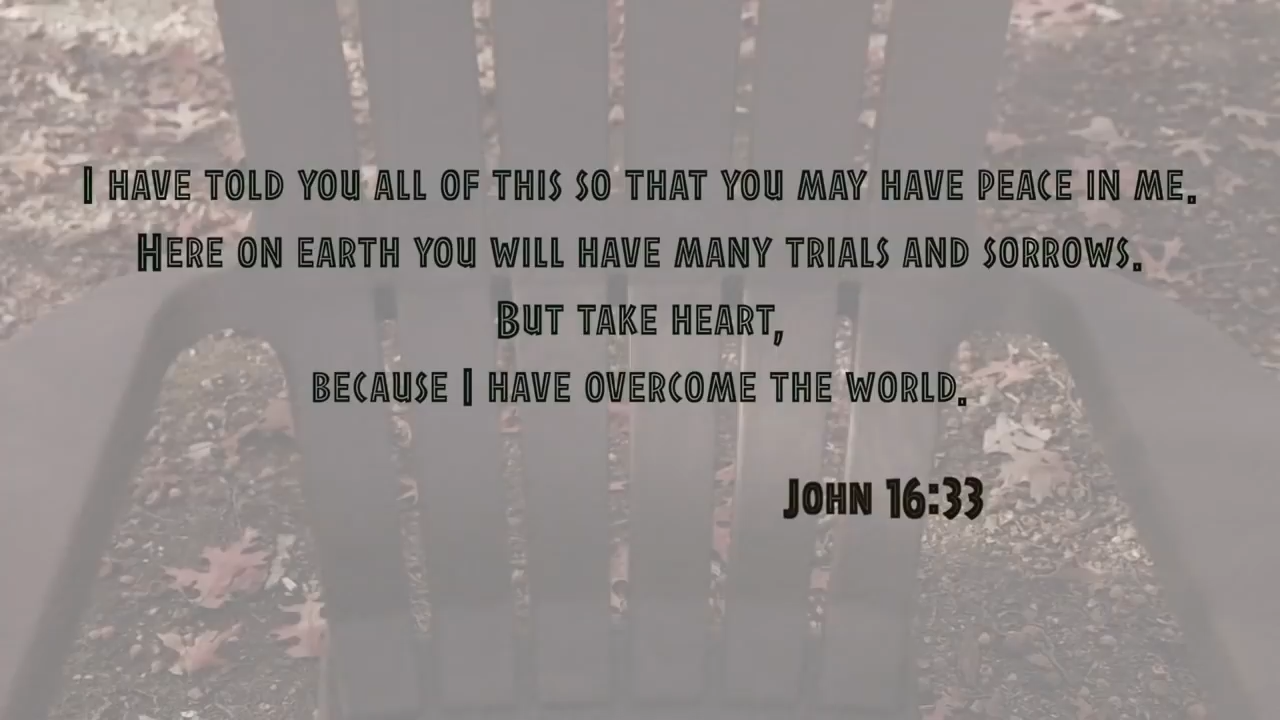 I have told you all of this so that you may have peace in me.
Here on earth you will have many trials and sorrows.
But take heart,
because I have overcome the world.
John 16:33